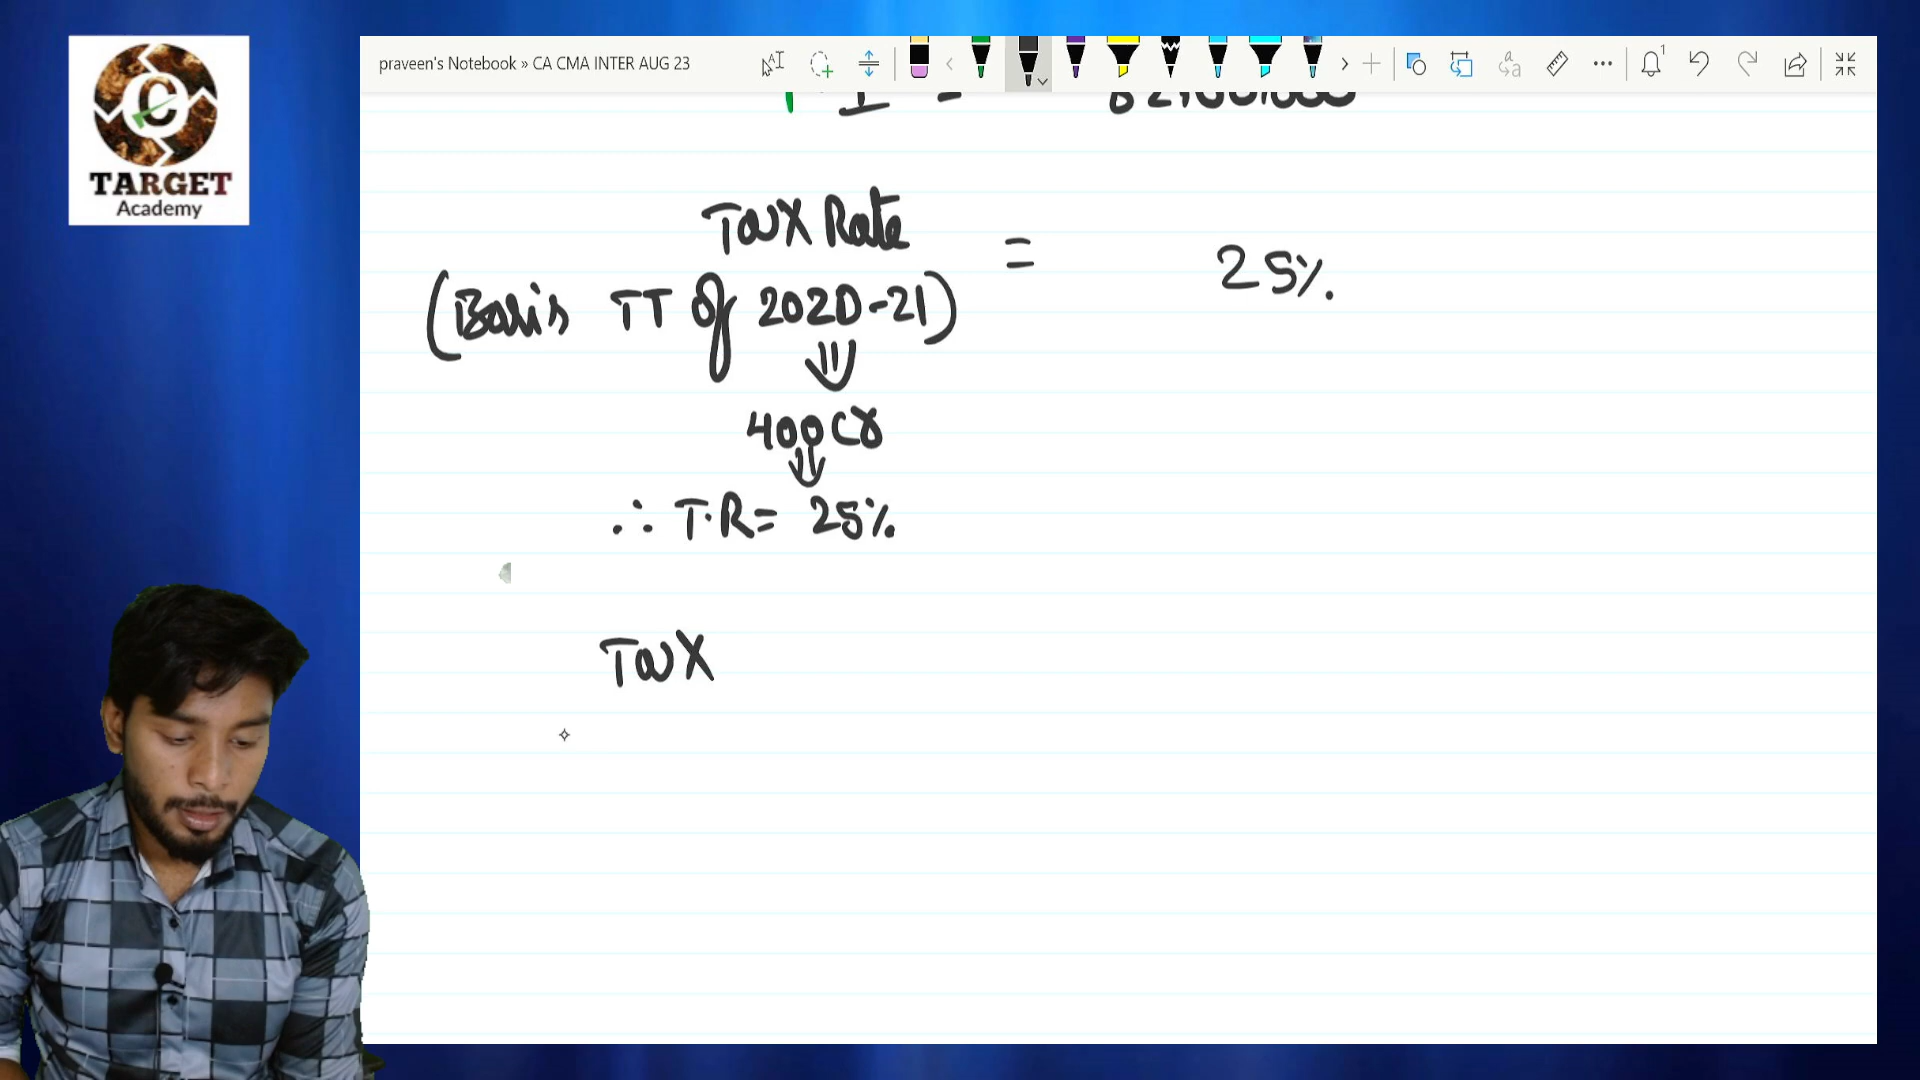 C
TARGET
Academy
praveen's Notebook » CA CMA INTER AUG 23
I =
Tax Rate = 25%.
(Basis TT of 2020-21)
400 Cr
∴ T.R = 25%.
Tax